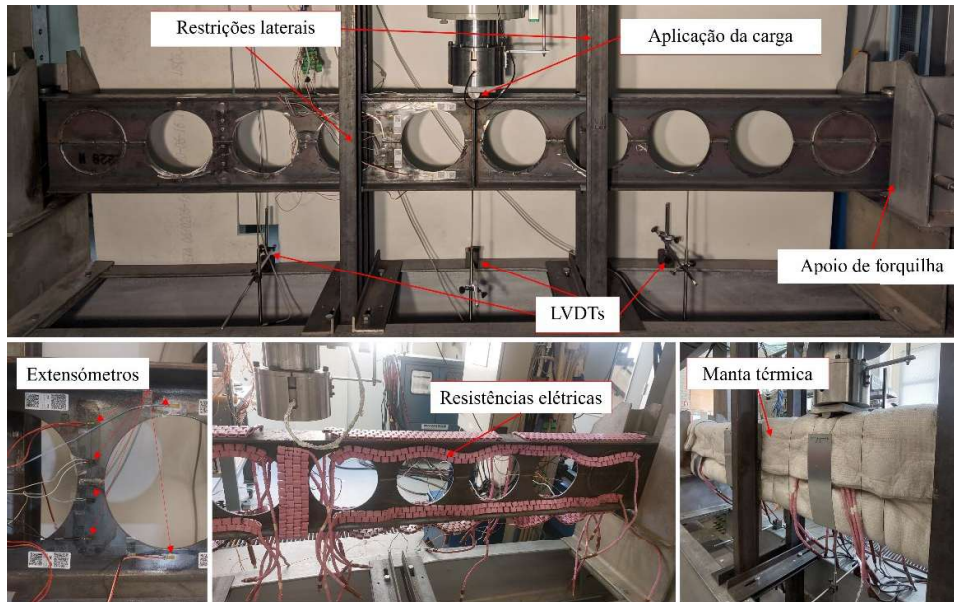 Restrições laterais
Aplicação da carga
Apoio de forquilha
LVDTs
Extensómetros
Resistências elétricas
Manta térmica